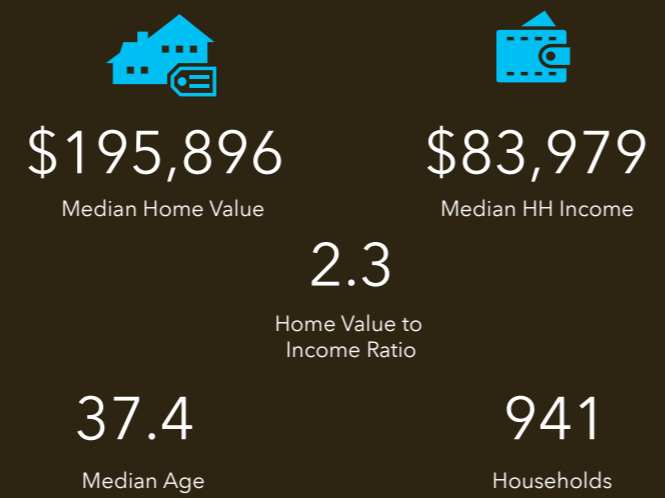 $195,896
$83,979
Median Home Value
Median HH Income
2.3
Home Value to
Income Ratio
37.4
941
Median Age
Households